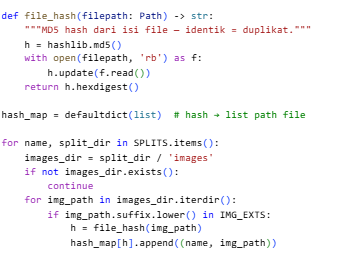 def file_hash(filepath: Path) -> str:
    """MD5 hash dari isi file — identik = duplikat."""
    h = hashlib.md5()
    with open(filepath, 'rb') as f:
        h.update(f.read())
    return h.hexdigest()

hash_map = defaultdict(list)  # hash → list path file

for name, split_dir in SPLITS.items():
    images_dir = split_dir / 'images'
    if not images_dir.exists():
        continue
    for img_path in images_dir.iterdir():
        if img_path.suffix.lower() in IMG_EXTS:
            h = file_hash(img_path)
            hash_map[h].append((name, img_path))